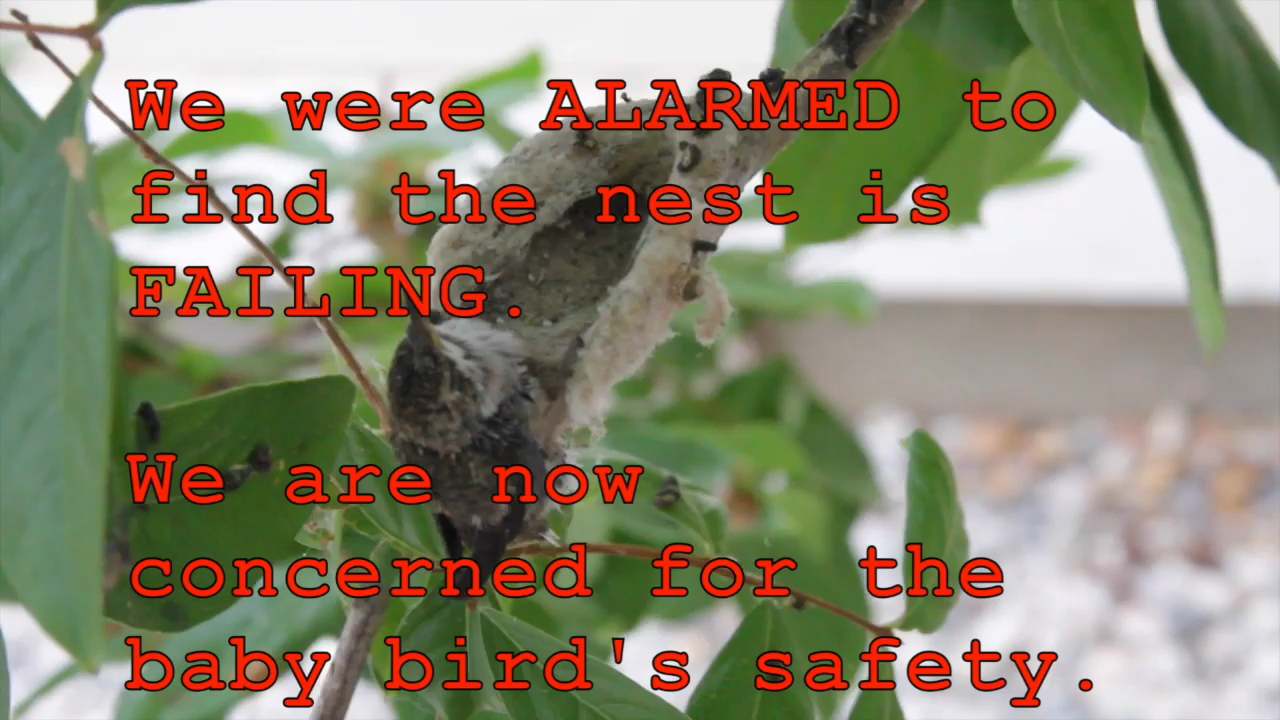 We were ALARMED to
find the nest is
FAILING.
We are now
concerned for the
baby bird's safety.